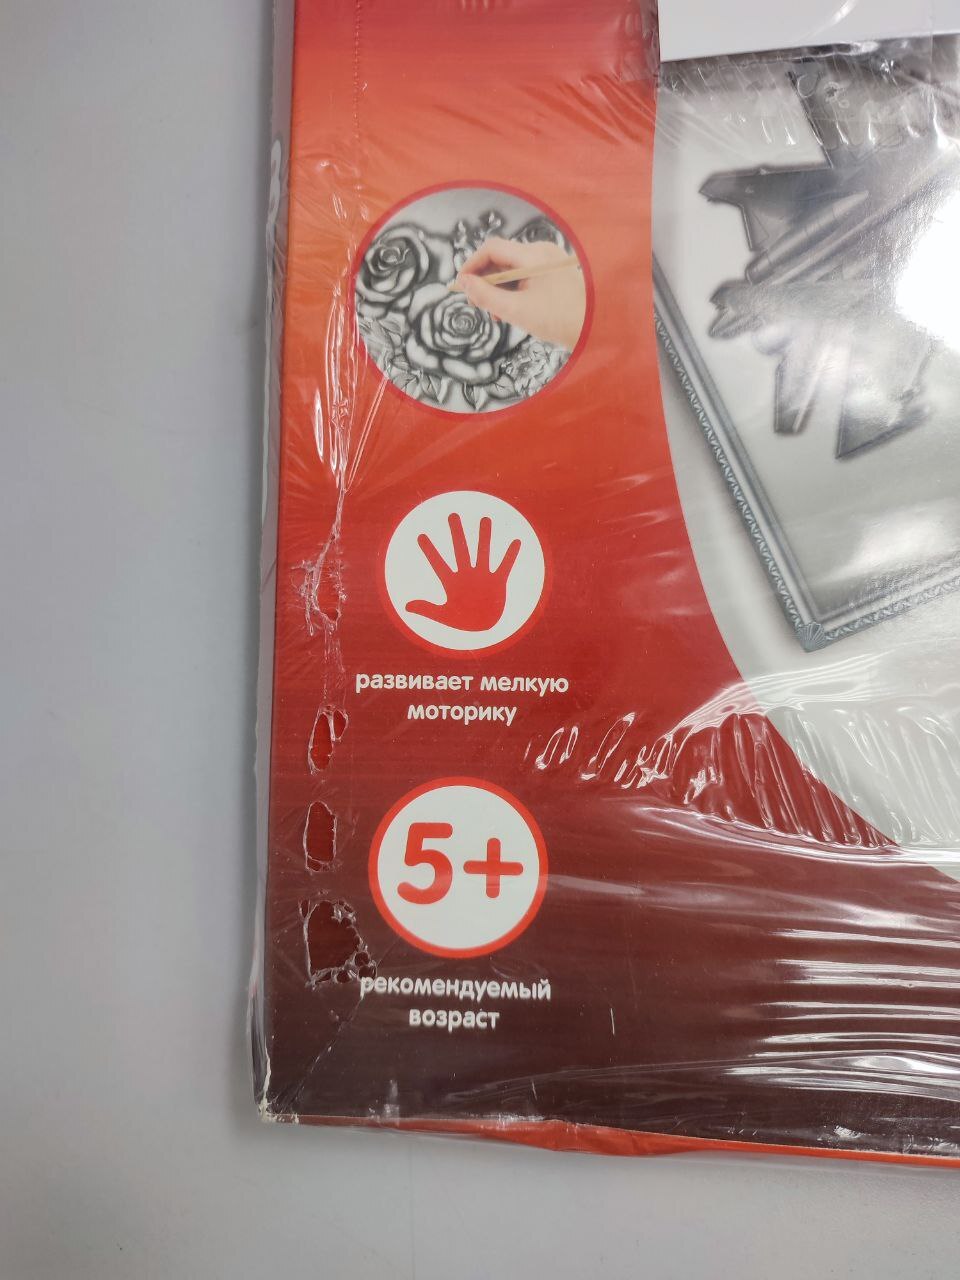 развивает мелкую
моторику
5+
рекомендуемый
возраст